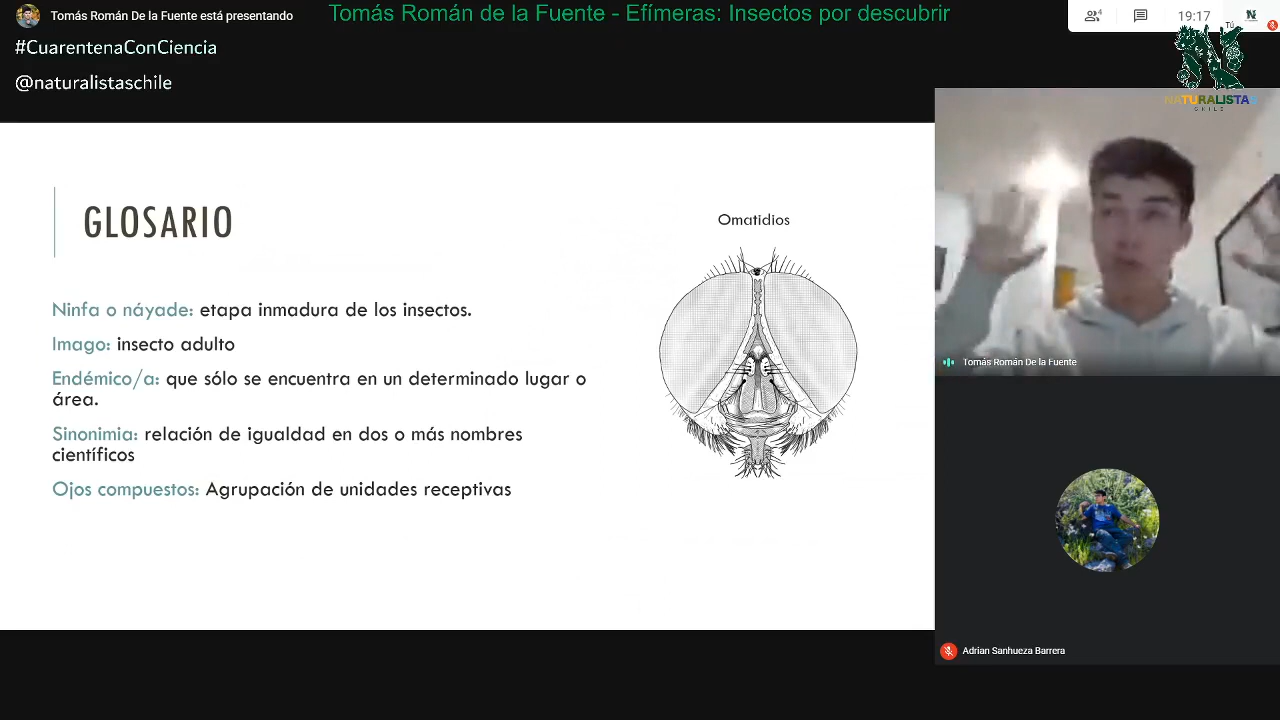 Tomás Román De la Fuente está presentando
Tomás Román de la Fuente - Efímeras: Insectos por descubrir
4
19:17
Tú
#CuarentenaConCiencia
@naturalistaschile
NATURALISTAS
CHILE
GLOSARIO
Ninfa o náyade: etapa inmadura de los insectos.
Imago: insecto adulto
Endémico/a: que sólo se encuentra en un determinado lugar o
área.
Sinonimia: relación de igualdad en dos o más nombres
científicos
Ojos compuestos: Agrupación de unidades receptivas
Omatidios
Tomás Román De la Fuente
Adrian Sanhueza Barrera